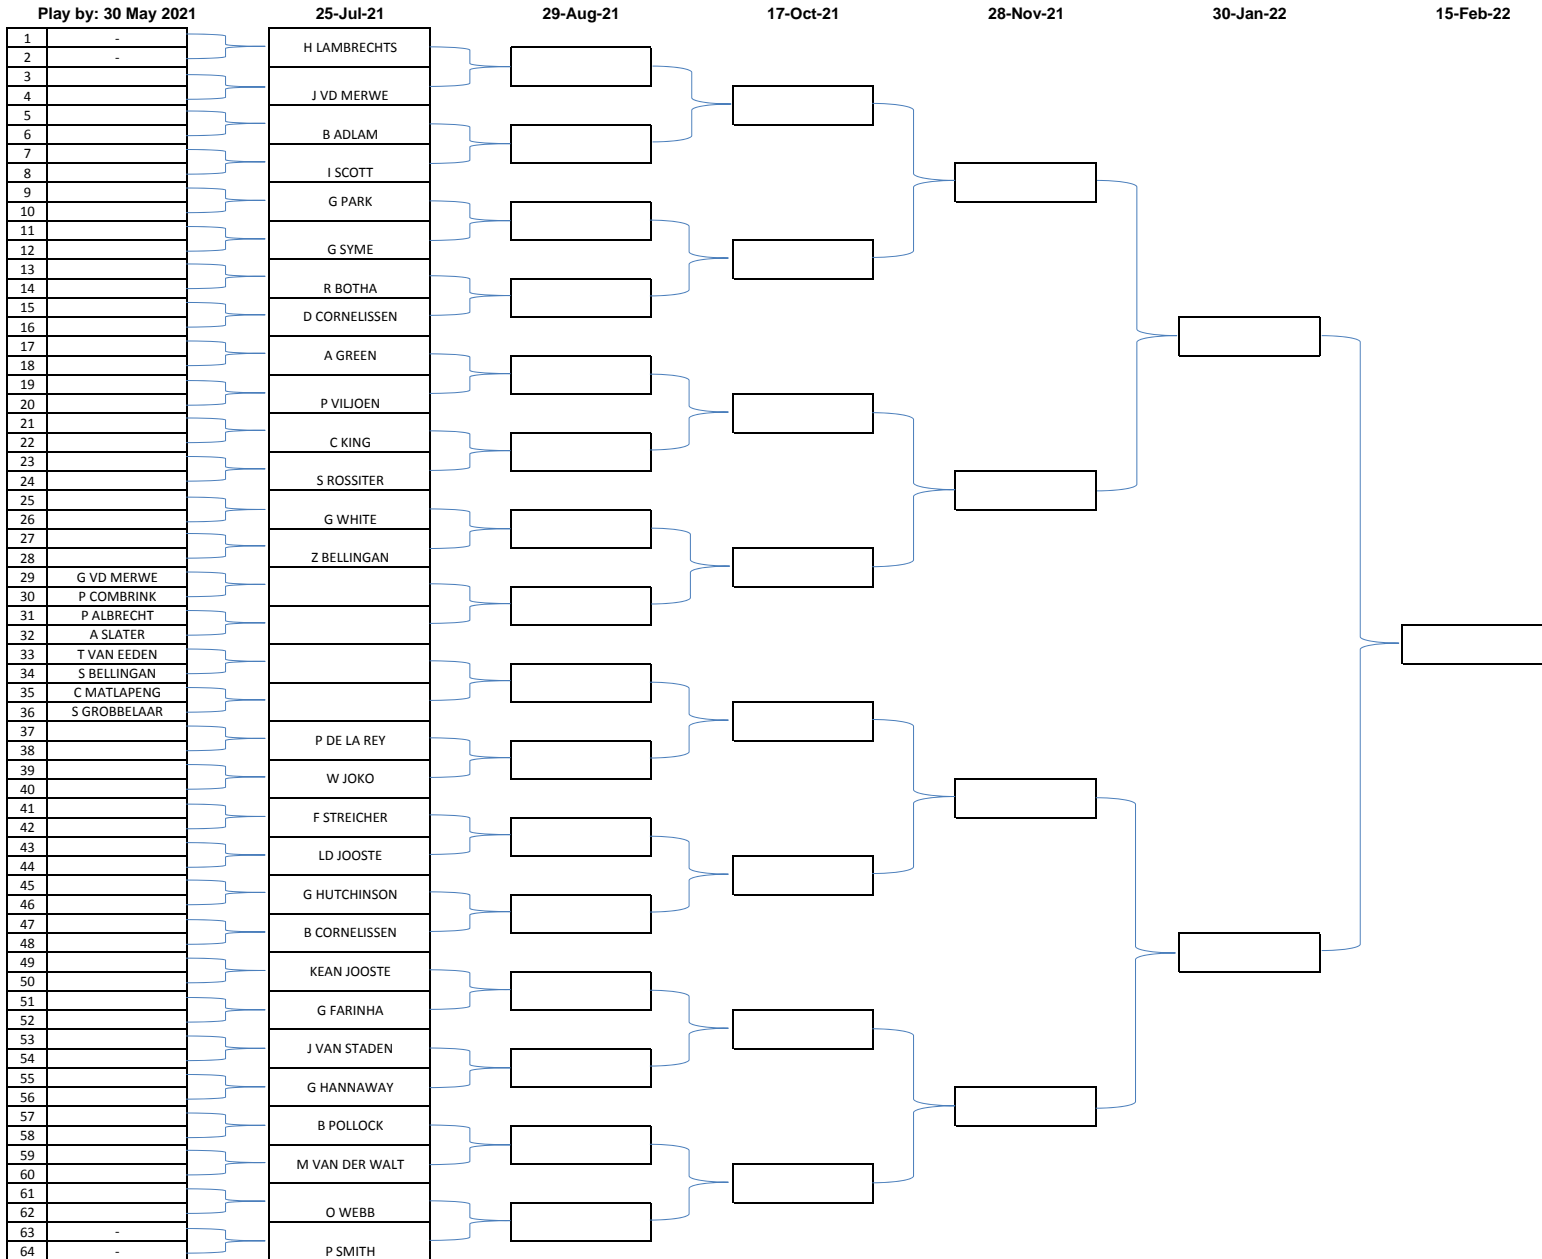 Play by: 30 May 2021 25-Jul-21 29-Aug-21 17-Oct-21 28-Nov-21 30-Jan-22 15-Feb-22
1 -
H LAMBRECHTS
2 -
3
4 J VD MERWE
5
6 B ADLAM
7
8 I SCOTT
9
G PARK
10
11
12 G SYME
13
14 R BOTHA
15
D CORNELISSEN
16
17
A GREEN
18
19
20 P VILJOEN
21
22 C KING
23
24 S ROSSITER
25
26 G WHITE
27
28 Z BELLINGAN
29 G VD MERWE
30 P COMBRINK
31 P ALBRECHT
32 A SLATER
33 T VAN EEDEN
34 S BELLINGAN
35 C MATLAPENG
36 S GROBBELAAR
37
P DE LA REY
38
39
W JOKO
40
41
F STREICHER
42
43
LD JOOSTE
44
45
G HUTCHINSON
46
47
B CORNELISSEN
48
49
KEAN JOOSTE
50
51
G FARINHA
52
53
J VAN STADEN
54
55
G HANNAWAY
56
57
B POLLOCK
58
59
M VAN DER WALT
60
61
62 O WEBB
63 -
64 - P SMITH